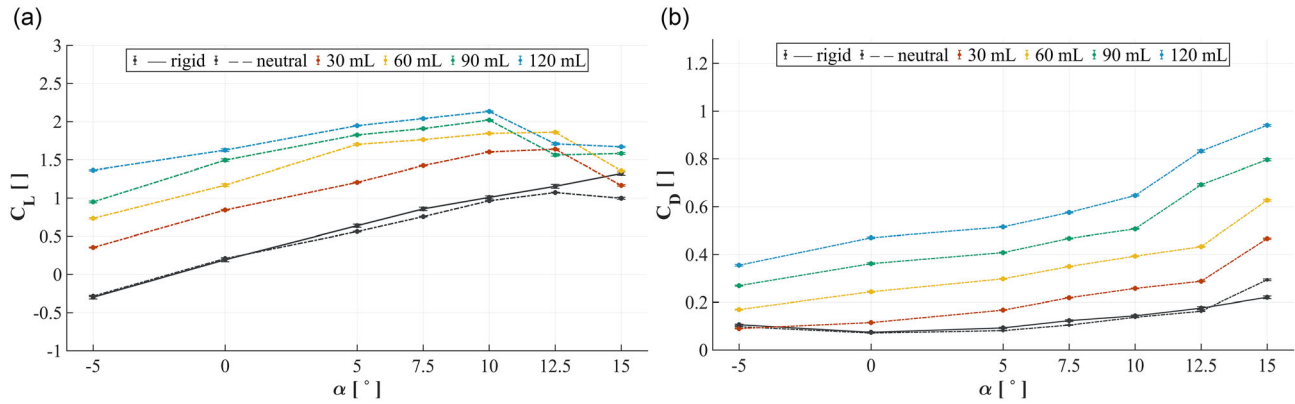 (a)
3
2.5
2
1.5
1
0.5
0
-0.5
-1
C_L [ ]
rigid neutral 30 mL 60 mL 90 mL 120 mL
-5 0 5 7.5 10 12.5 15
α [ ° ]
(b)
1.2
1
0.8
0.6
0.4
0.2
0
C_D [ ]
rigid neutral 30 mL 60 mL 90 mL 120 mL
-5 0 5 7.5 10 12.5 15
α [ ° ]